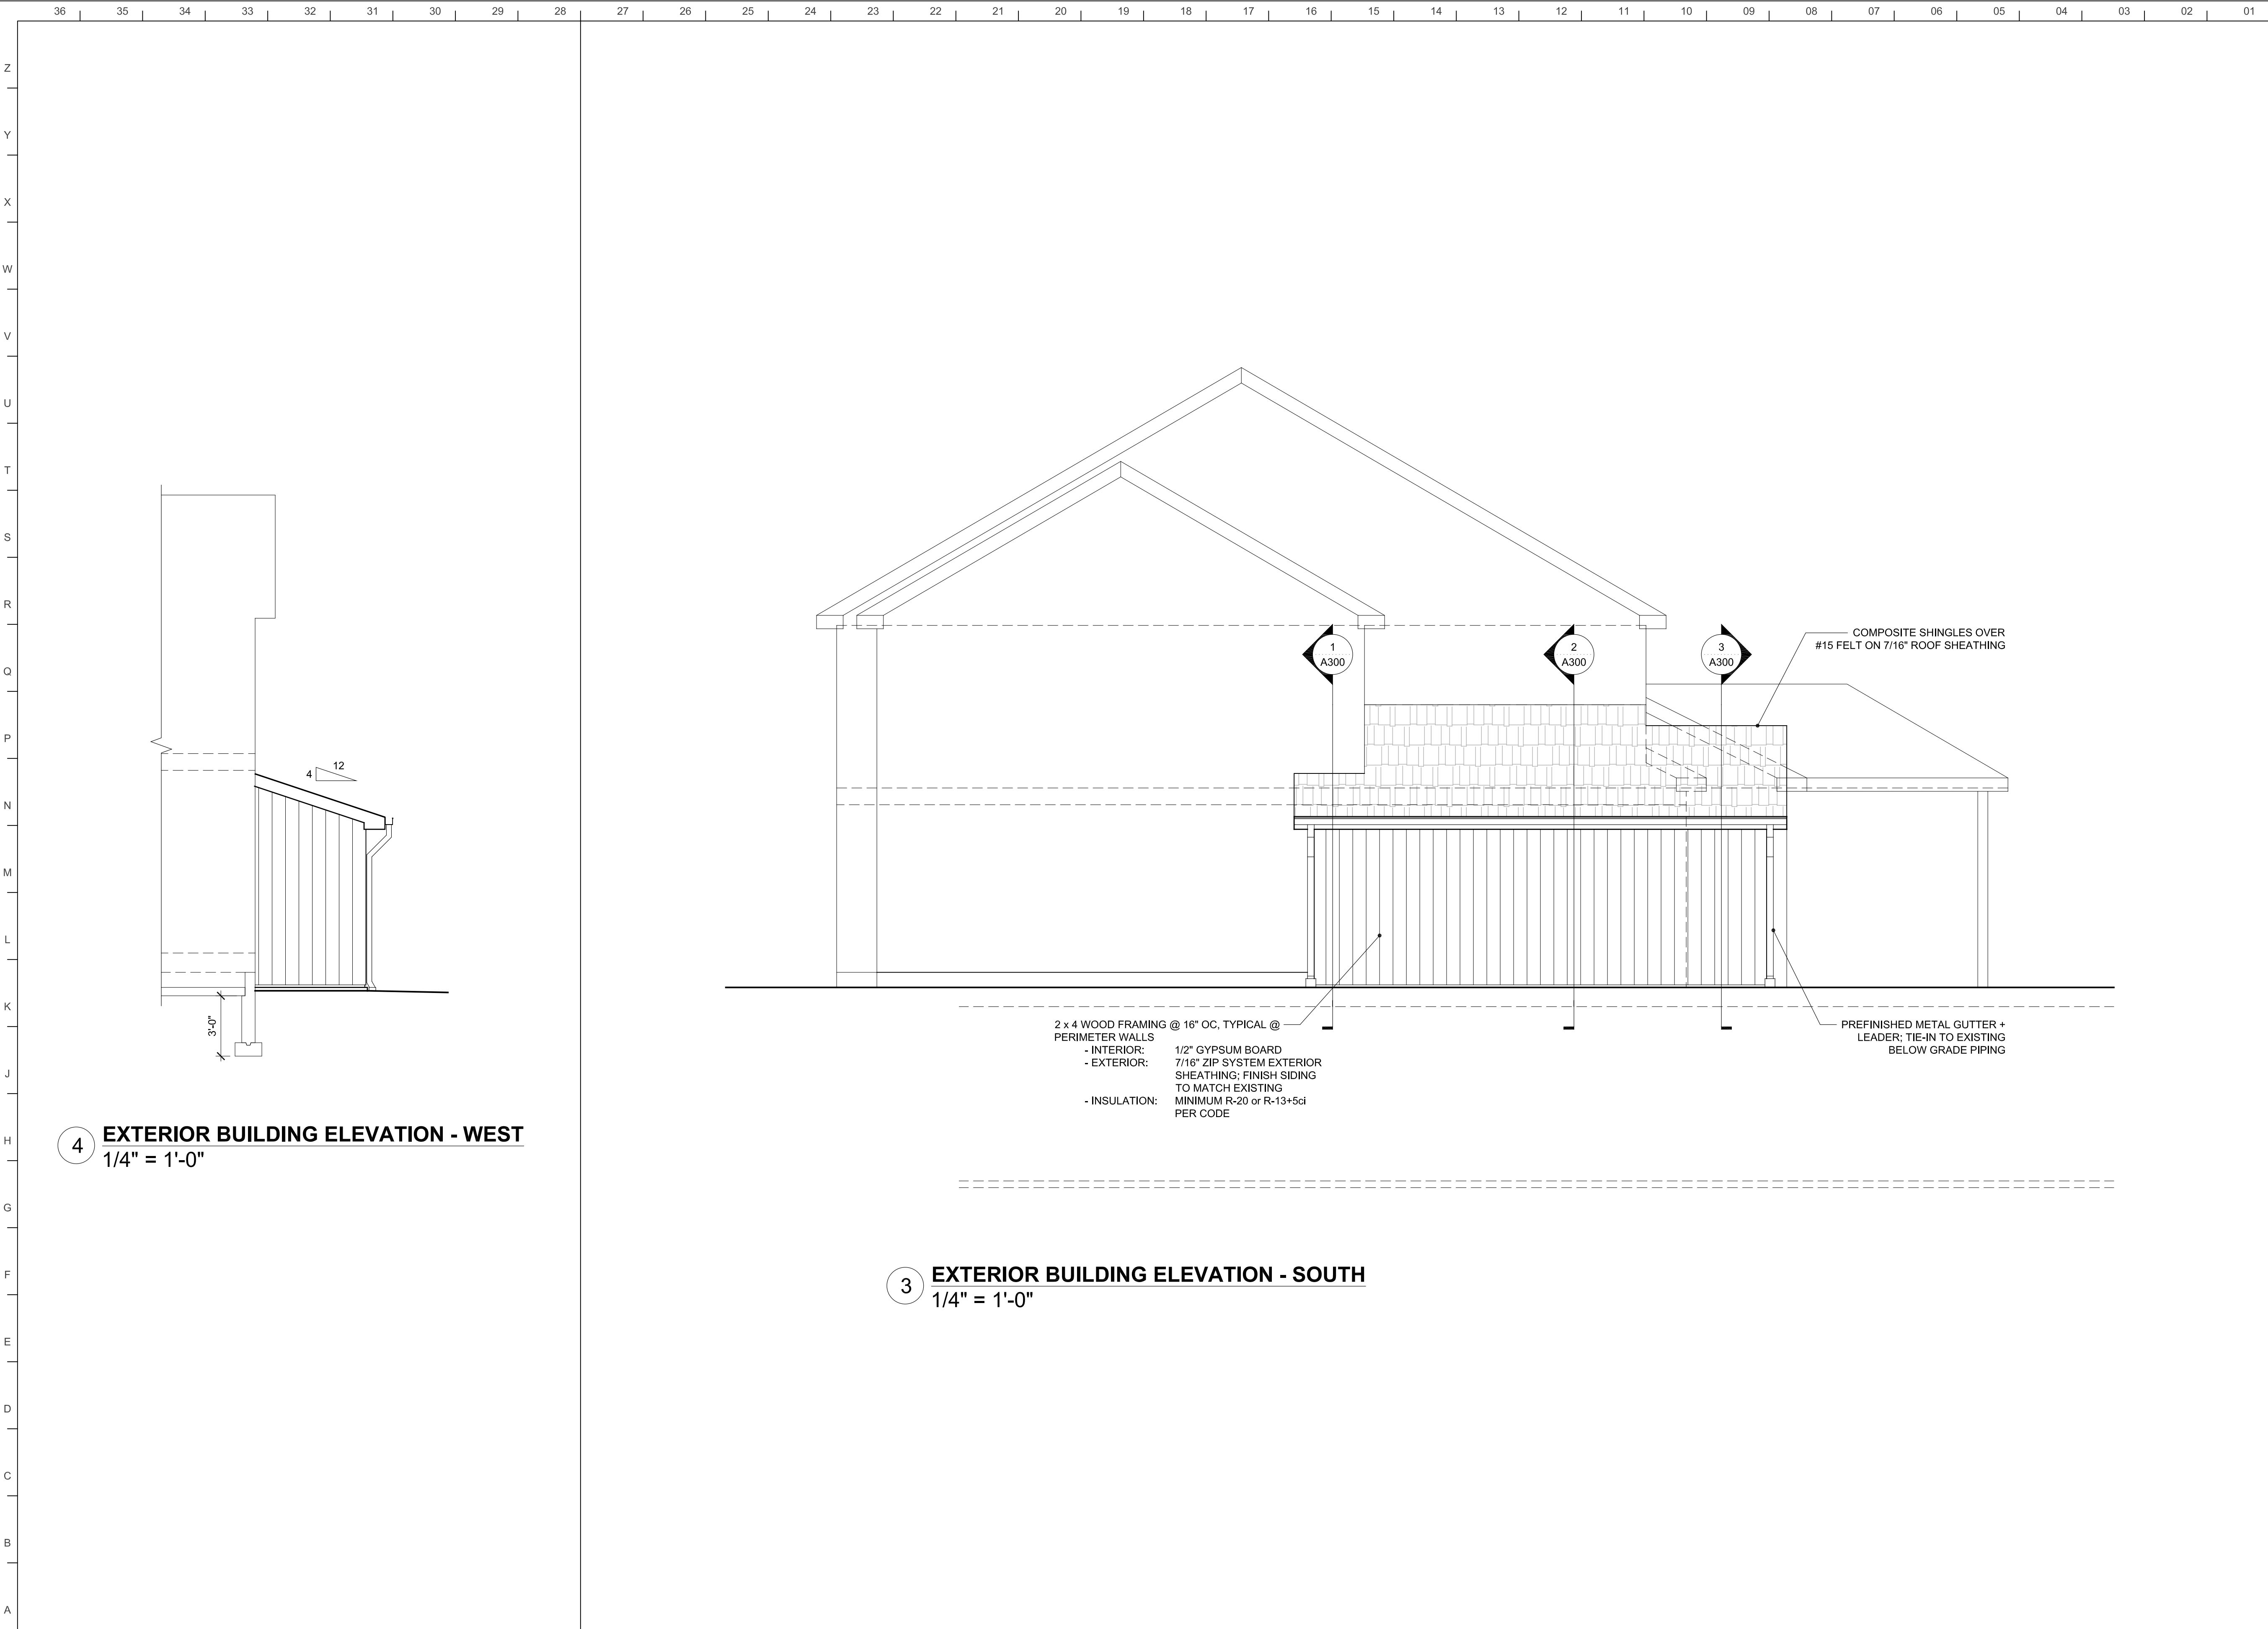 36 35 34 33 32 31 30 29 28 27 26 25 24 23 22 21 20 19 18 17 16 15 14 13 12 11 10 09 08 07 06 05 04 03 02 01
Z
Y
X
W
V
U
T
S
R
Q
P
N
M
L
K
J
H
G
F
E
D
C
B
A
12
4
3'-0"
4
EXTERIOR BUILDING ELEVATION - WEST
1/4" = 1'-0"
1
A300
2
A300
3
A300
COMPOSITE SHINGLES OVER
#15 FELT ON 7/16" ROOF SHEATHING
2 x 4 WOOD FRAMING @ 16" OC, TYPICAL @
PERIMETER WALLS
- INTERIOR: 1/2" GYPSUM BOARD
- EXTERIOR: 7/16" ZIP SYSTEM EXTERIOR
SHEATHING; FINISH SIDING
TO MATCH EXISTING
- INSULATION: MINIMUM R-20 or R-13+5ci
PER CODE
PREFINISHED METAL GUTTER +
LEADER; TIE-IN TO EXISTING
BELOW GRADE PIPING
3
EXTERIOR BUILDING ELEVATION - SOUTH
1/4" = 1'-0"